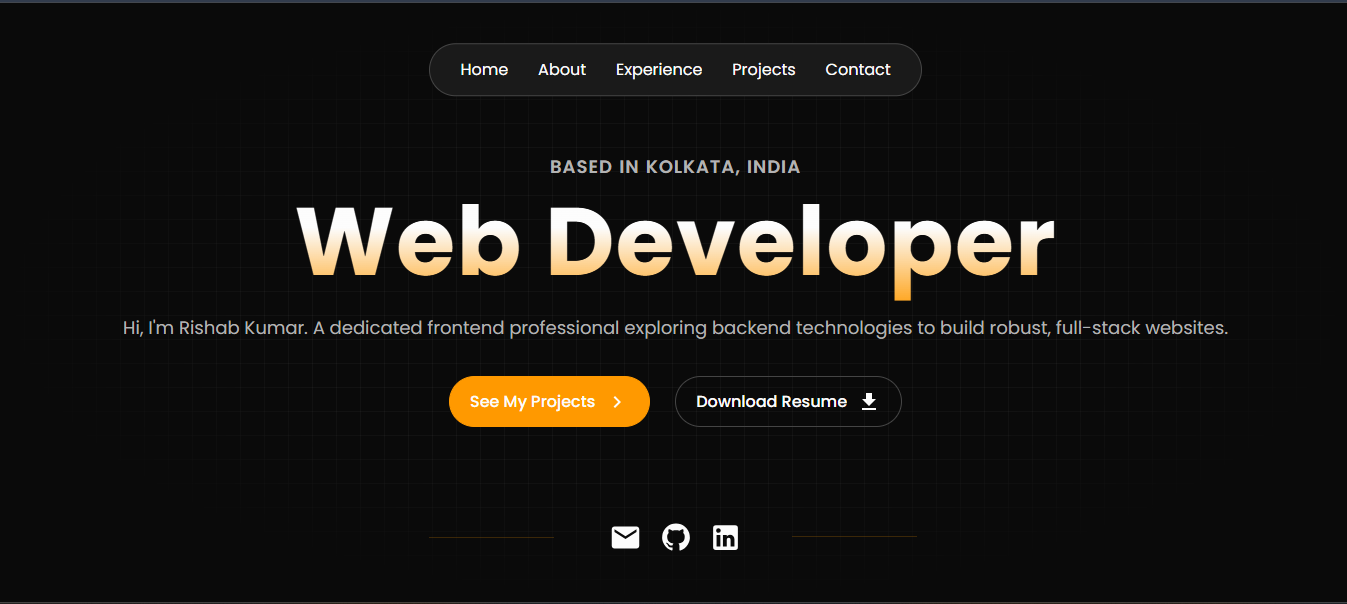 Home About Experience Projects Contact
BASED IN KOLKATA, INDIA
Web Developer
Hi, I'm Rishab Kumar. A dedicated frontend professional exploring backend technologies to build robust, full-stack websites.
See My Projects Download Resume
in